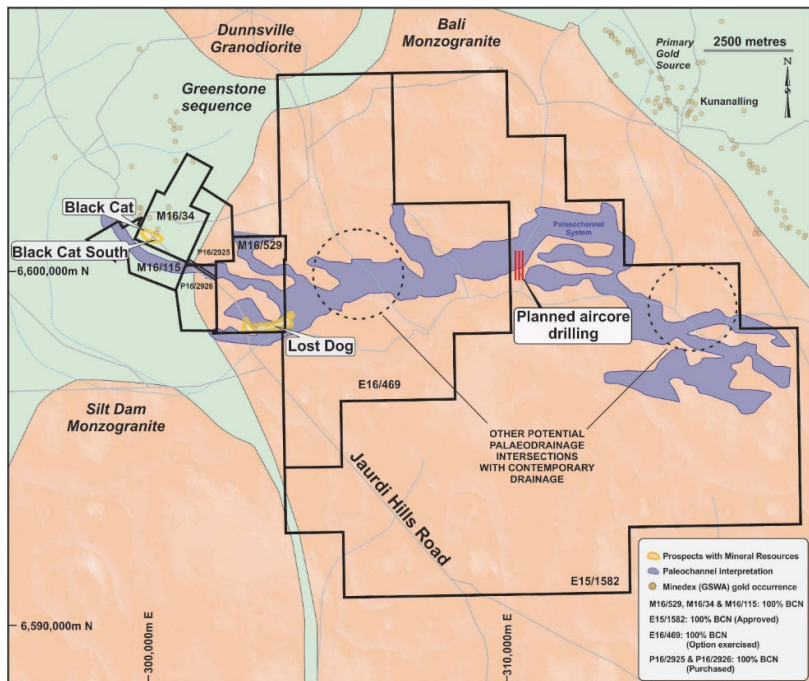 Dunnsville
Granodiorite
Bali
Monzogranite
Primary
Gold
Source
2500 metres
N
Kunanalling
Greenstone
sequence
Black Cat
M16/34
Black Cat South
P16/2925
M16/529
M16/115
P16/2926
6,600,000m N
Palaeochannel
System
Planned aircore
drilling
Lost Dog
E16/469
Silt Dam
Monzogranite
OTHER POTENTIAL
PALAEODRAINAGE
INTERSECTIONS
WITH CONTEMPORARY
DRAINAGE
Jaurdi Hills Road
E15/1582
6,590,000m N
300,000m E
310,000m E
Prospects with Mineral Resources
Paleochannel interpretation
Minedex (GSWA) gold occurrence
M16/529, M16/34 & M16/115: 100% BCN
E15/1582: 100% BCN (Approved)
E16/469: 100% BCN
(Option exercised)
P16/2925 & P16/2926: 100% BCN
(Purchased)